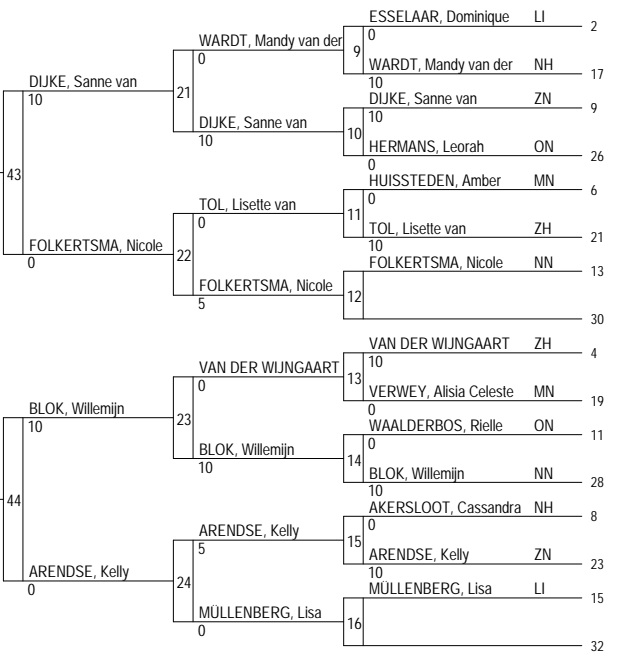 ESSELAAR, Dominique LI 2
0
WARDT, Mandy van der 9
0
WARDT, Mandy van der NH 17
10
DIJKE, Sanne van 21
10
DIJKE, Sanne van ZN 9
10
DIJKE, Sanne van 10
10
HERMANS, Leorah ON 26
0
43
HUISSTEDEN, Amber MN 6
0
TOL, Lisette van 11
0
TOL, Lisette van ZH 21
10
FOLKERTSMA, Nicole 22
0
FOLKERTSMA, Nicole NN 13
FOLKERTSMA, Nicole 12
5
30
VAN DER WIJNGAART ZH 4
10
VAN DER WIJNGAART 13
0
VERWEY, Alisia Celeste MN 19
0
BLOK, Willemijn 23
10
WAALDERBOS, Rielle ON 11
0
BLOK, Willemijn 14
10
BLOK, Willemijn NN 28
10
44
AKERSLOOT, Cassandra NH 8
0
ARENDSE, Kelly 15
5
ARENDSE, Kelly ZN 23
10
ARENDSE, Kelly 24
0
MÜLLENBERG, Lisa LI 15
MÜLLENBERG, Lisa 16
0
32